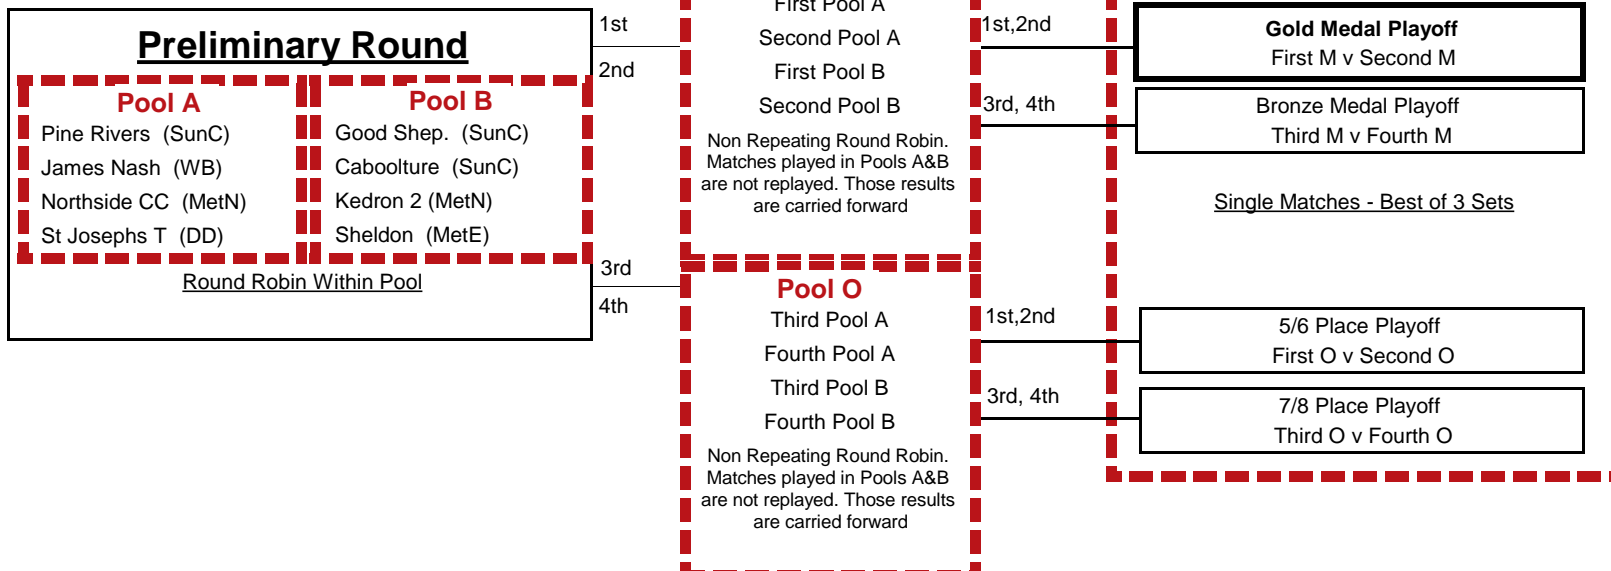 Preliminary Round
Pool A
Pine Rivers (SunC)
James Nash (WB)
Northside CC (MetN)
St Josephs T (DD)
Pool B
Good Shep. (SunC)
Caboolture (SunC)
Kedron 2 (MetN)
Sheldon (MetE)
Round Robin Within Pool
1st
2nd
3rd
4th
First Pool A
Second Pool A
First Pool B
Second Pool B
Non Repeating Round Robin.
Matches played in Pools A&B
are not replayed. Those results
are carried forward
Pool O
Third Pool A
Fourth Pool A
Third Pool B
Fourth Pool B
Non Repeating Round Robin.
Matches played in Pools A&B
are not replayed. Those results
are carried forward
1st,2nd
3rd, 4th
1st,2nd
3rd, 4th
Gold Medal Playoff
First M v Second M
Bronze Medal Playoff
Third M v Fourth M
Single Matches - Best of 3 Sets
5/6 Place Playoff
First O v Second O
7/8 Place Playoff
Third O v Fourth O